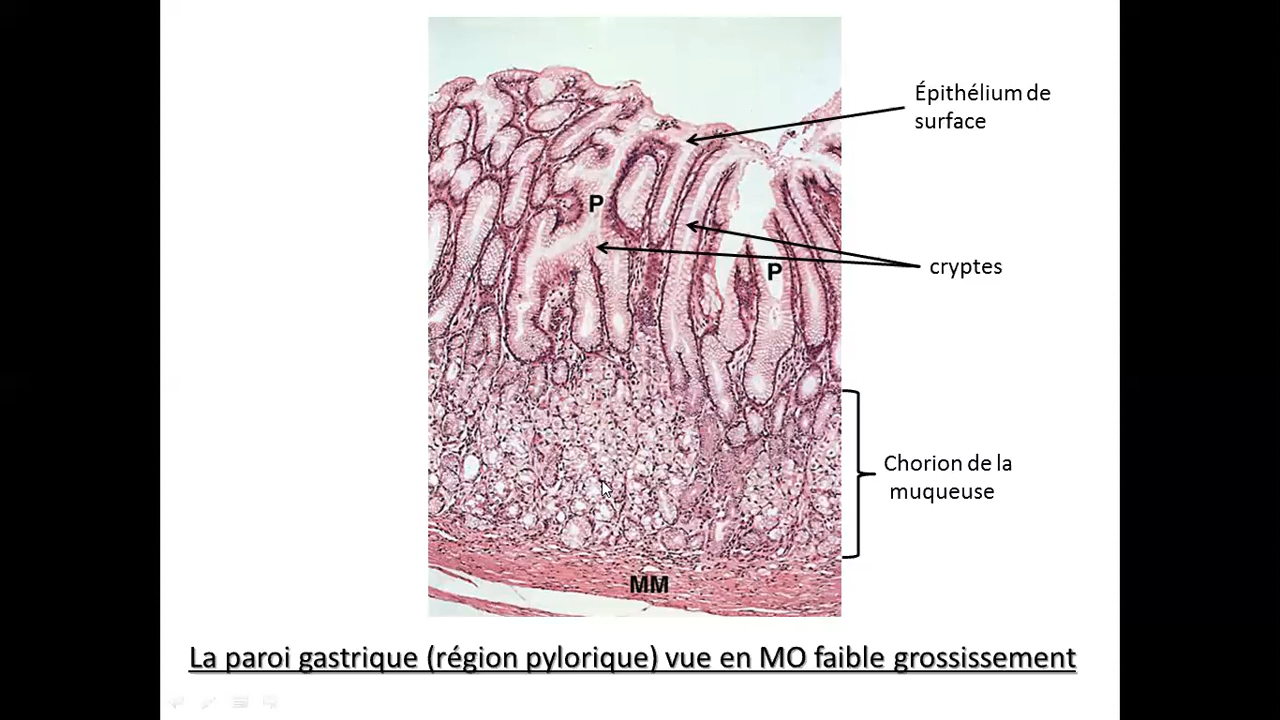 Épithélium de
surface
P
cryptes
P
Chorion de la
muqueuse
MM
La paroi gastrique (région pylorique) vue en MO faible grossissement